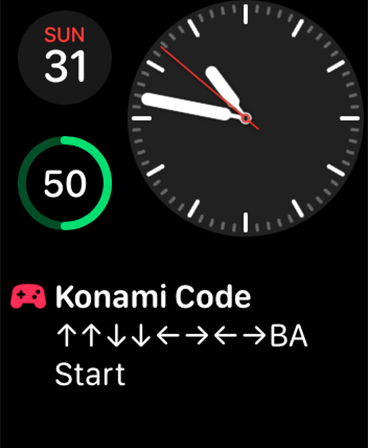 SUN
31
50
Konami Code
↑↑↓↓←→←→BA
Start